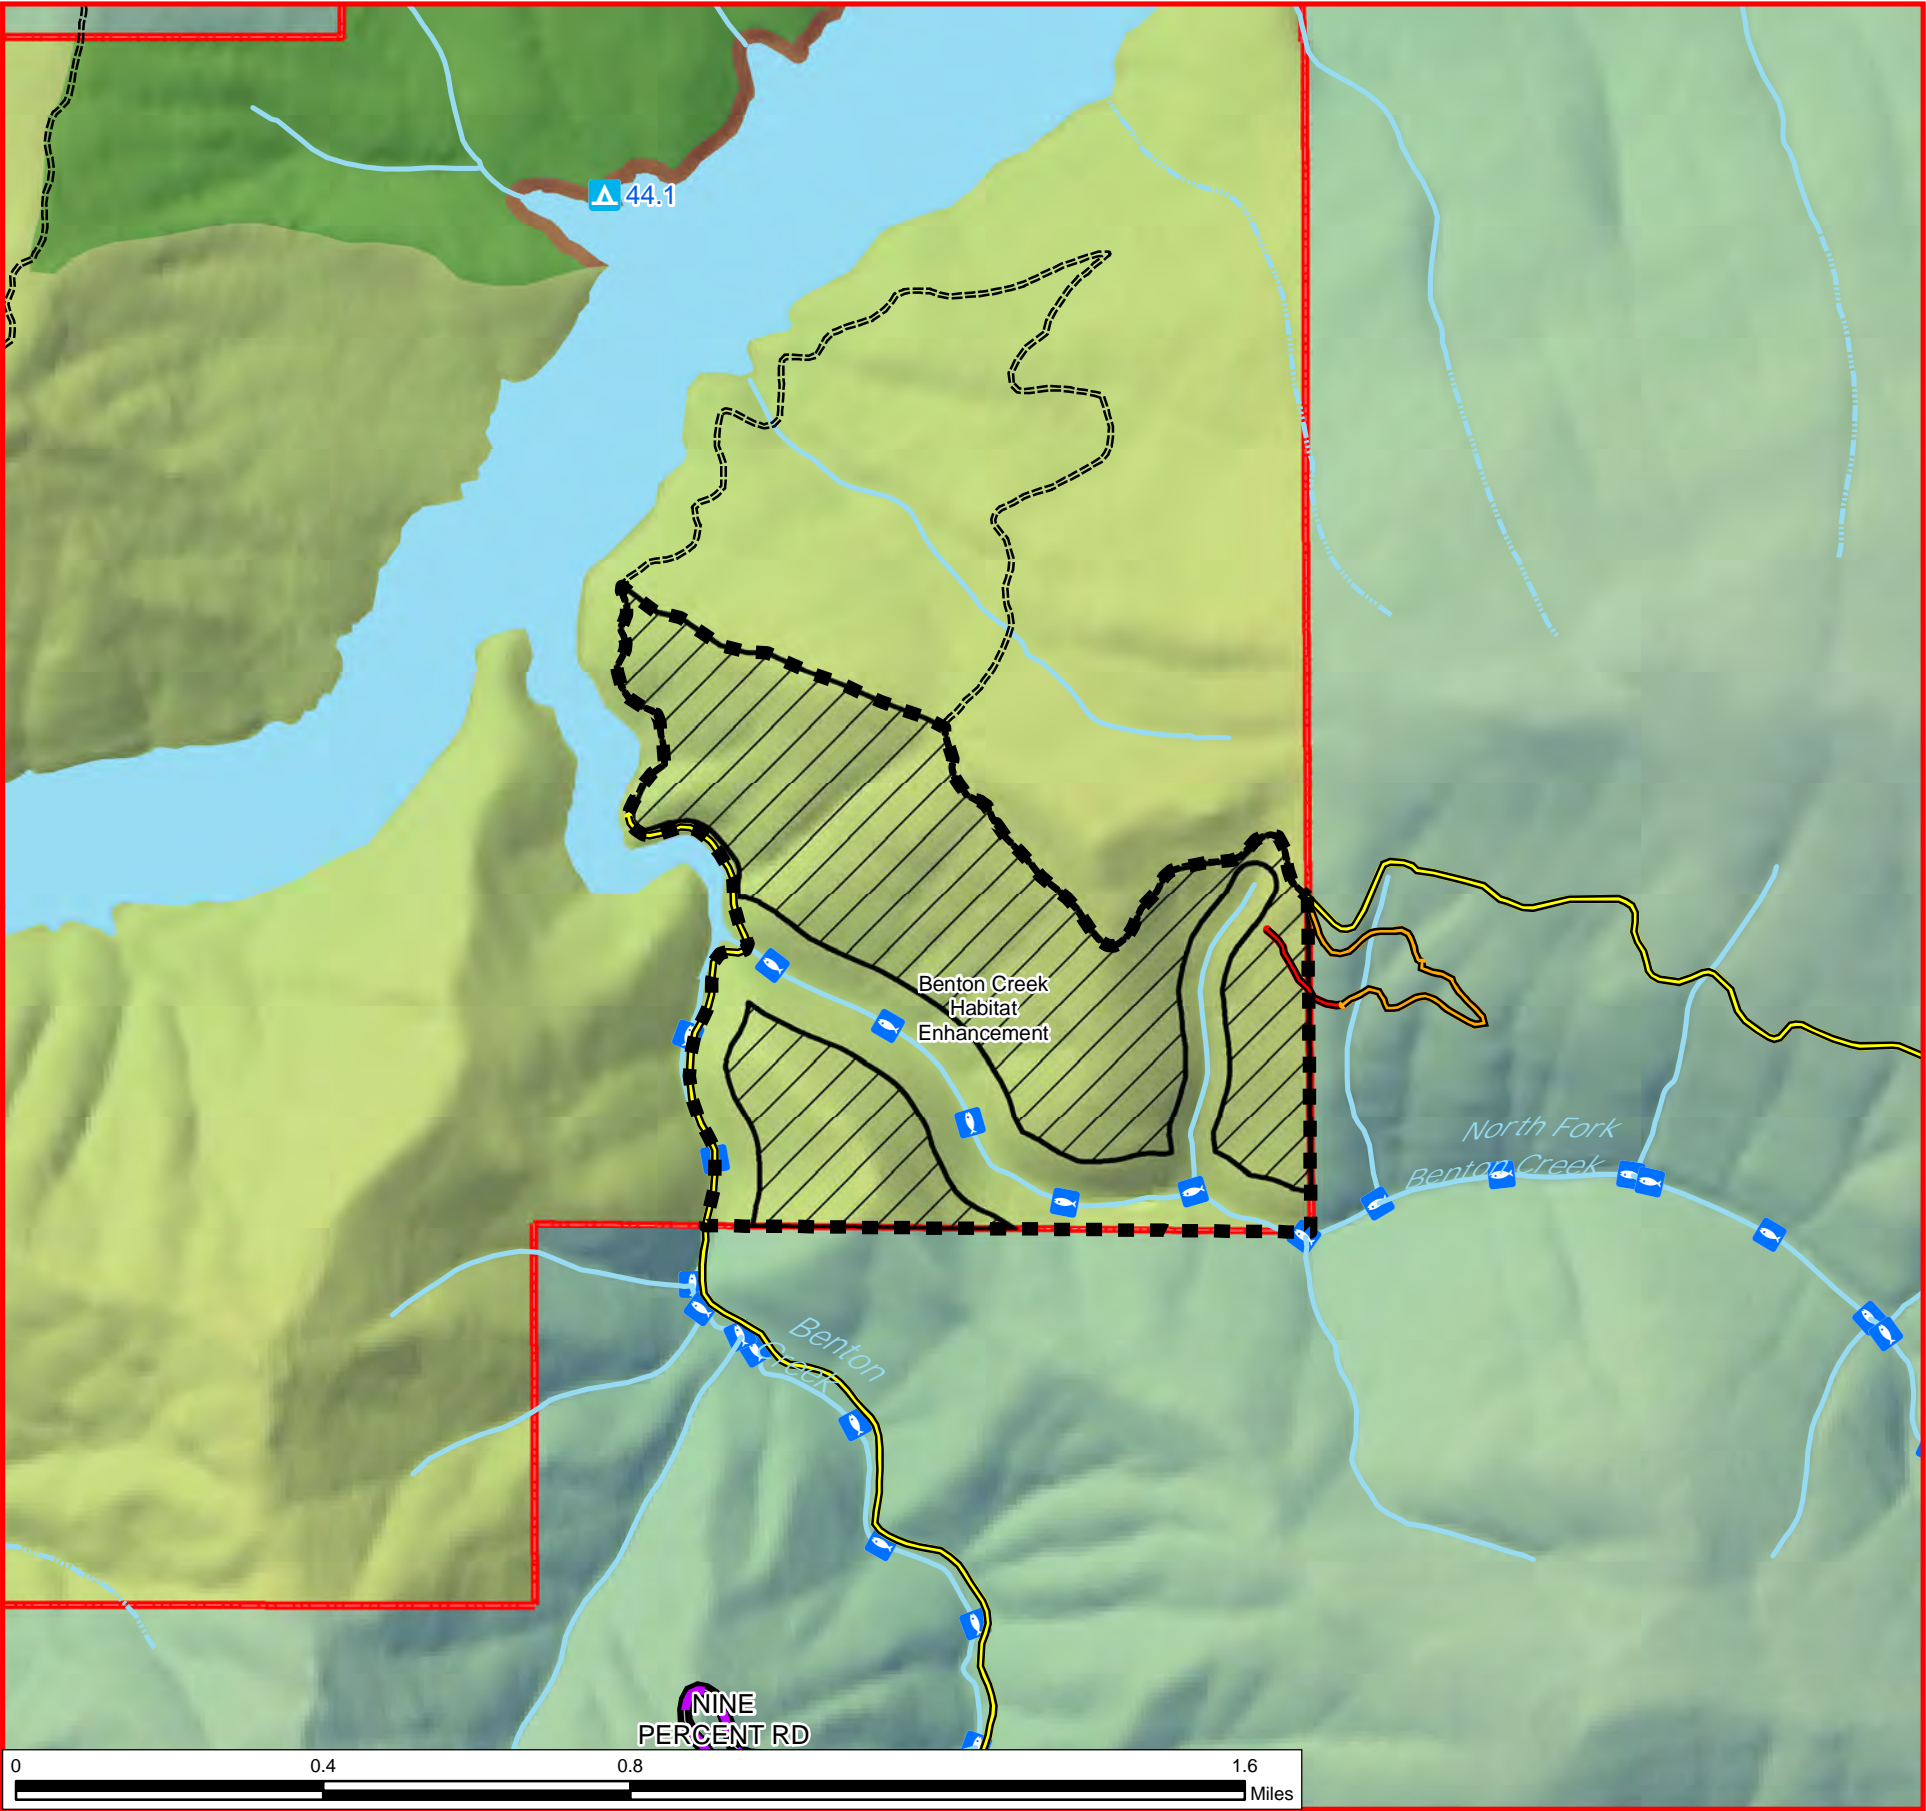 44.1
Benton Creek
Habitat
Enhancement
North Fork
Benton Creek
Benton
Creek
NINE
PERCENT RD
0 0.4 0.8 1.6
Miles